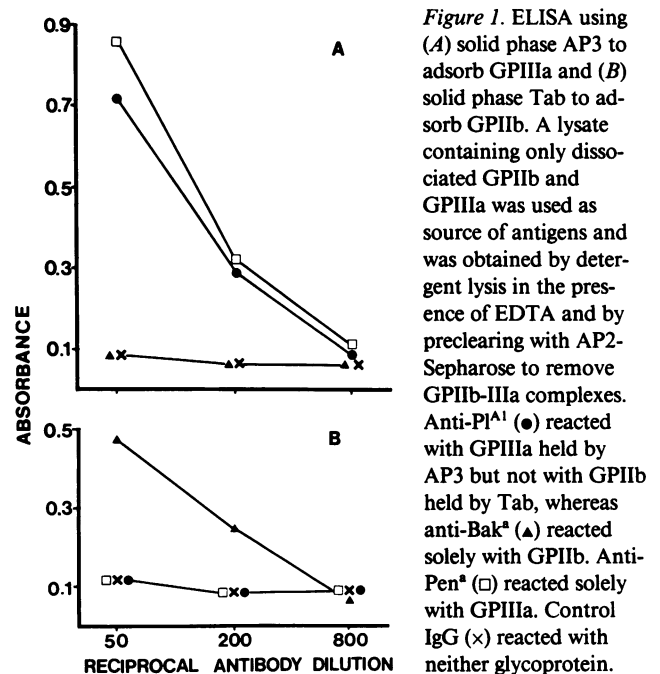 0.9
A
0.7
0.5
0.3
0.1
ABSORBANCE
0.5
B
0.3
0.1
50 200 800
RECIPROCAL ANTIBODY DILUTION
Figure 1. ELISA using
(A) solid phase AP3 to
adsorb GPIIIa and (B)
solid phase Tab to ad-
sorb GPIIb. A lysate
containing only disso-
ciated GPIIb and
GPIIIa was used as
source of antigens and
was obtained by deter-
gent lysis in the pres-
ence of EDTA and by
preclearing with AP2-
Sepharose to remove
GPIIb-IIIa complexes.
Anti-Plᴬ¹ (●) reacted
with GPIIIa held by
AP3 but not with GPIIb
held by Tab, whereas
anti-Bakª (▲) reacted
solely with GPIIb. Anti-
Penª (□) reacted solely
with GPIIIa. Control
IgG (×) reacted with
neither glycoprotein.